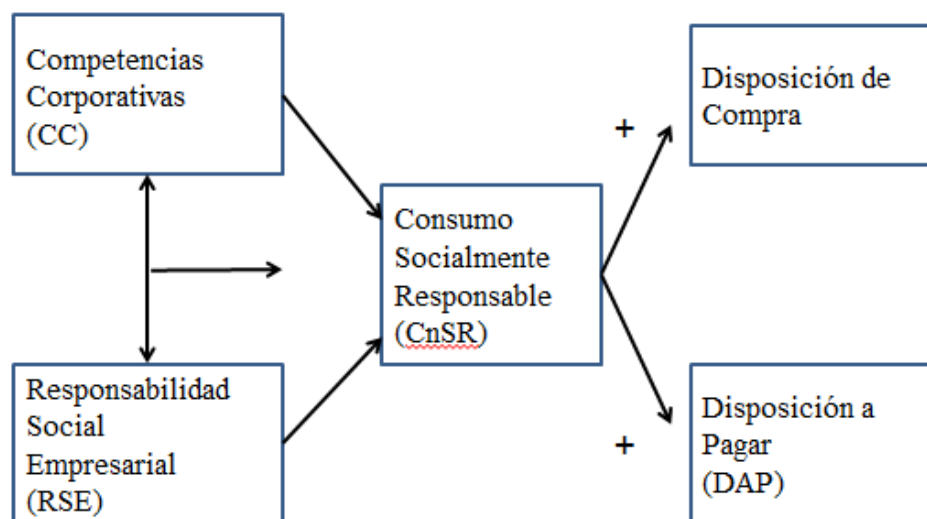 Competencias
Corporativas
(CC)
Responsabilidad
Social
Empresarial
(RSE)
Consumo
Socialmente
Responsable
(CnSR)
+
Disposición de
Compra
+
Disposición a
Pagar
(DAP)